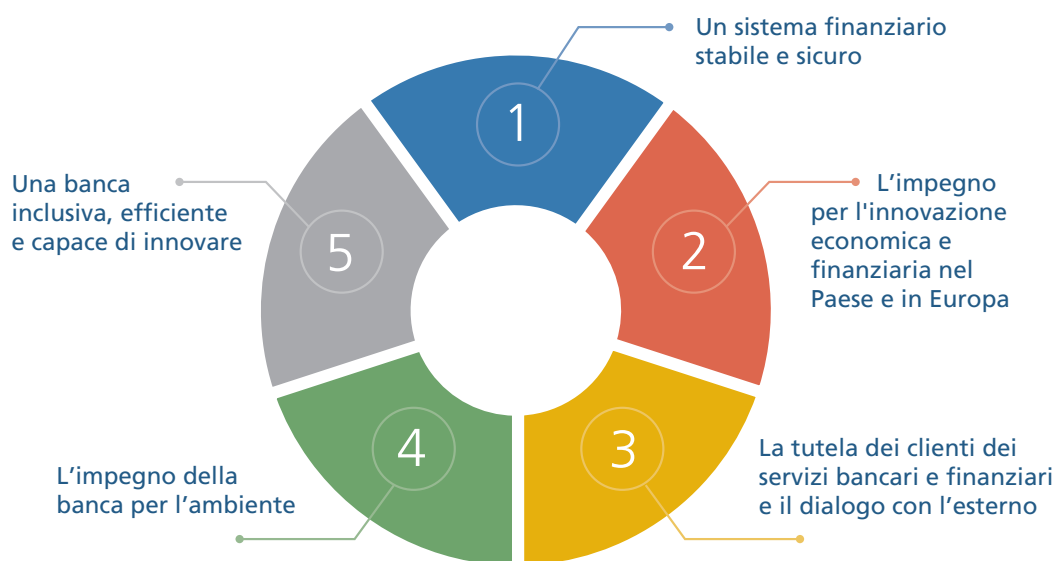 1
Un sistema finanziario
stabile e sicuro
2
L’impegno
per l'innovazione
economica e
finanziaria nel
Paese e in Europa
3
La tutela dei clienti dei
servizi bancari e finanziari
e il dialogo con l’esterno
4
L’impegno della
banca per l’ambiente
5
Una banca
inclusiva, efficiente
e capace di innovare